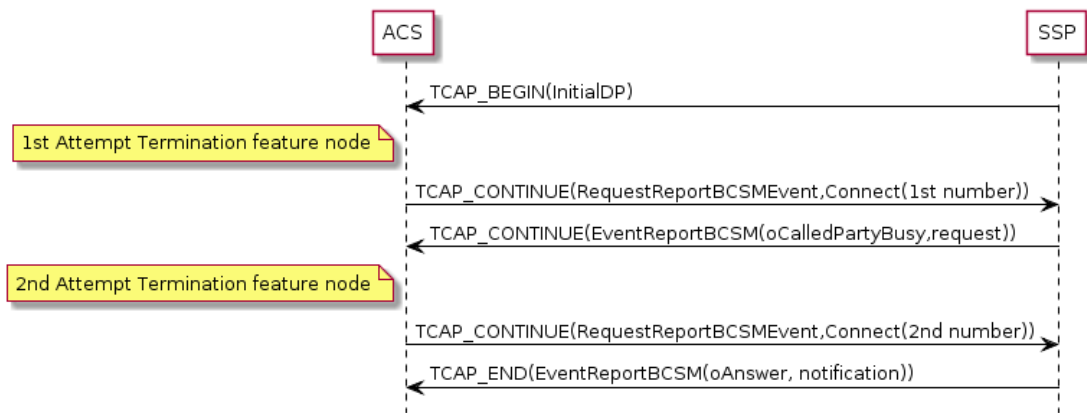 ACS
SSP
TCAP_BEGIN(InitialDP)
1st Attempt Termination feature node
TCAP_CONTINUE(RequestReportBCSMEvent,Connect(1st number))
TCAP_CONTINUE(EventReportBCSM(oCalledPartyBusy,request))
2nd Attempt Termination feature node
TCAP_CONTINUE(RequestReportBCSMEvent,Connect(2nd number))
TCAP_END(EventReportBCSM(oAnswer, notification))